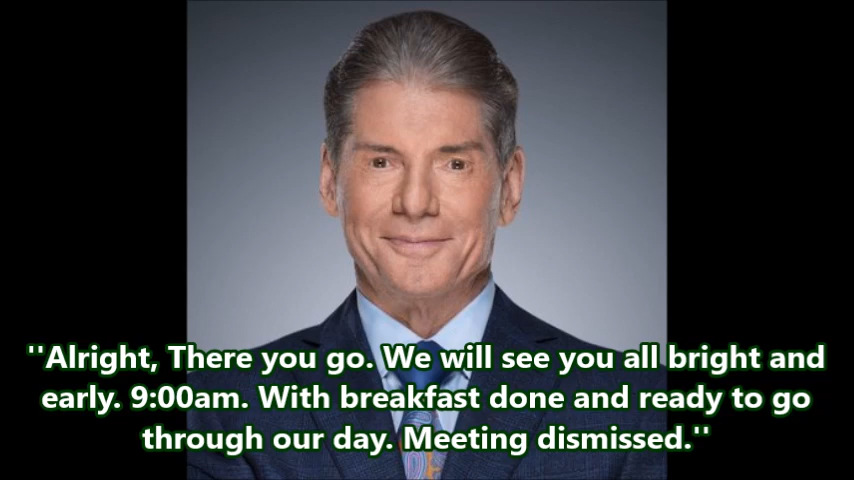 ''Alright, There you go. We will see you all bright and
early. 9:00am. With breakfast done and ready to go
through our day. Meeting dismissed.''